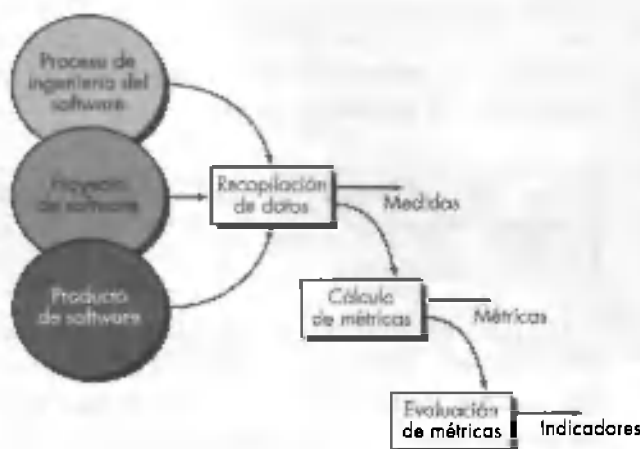 Proceso de
ingeniería del
software
Proyecto
de software
Producto
de software
Recopilación
de datos
Medidas
Cálculo
de métricas
Métricas
Evaluación
de métricas
Indicadores